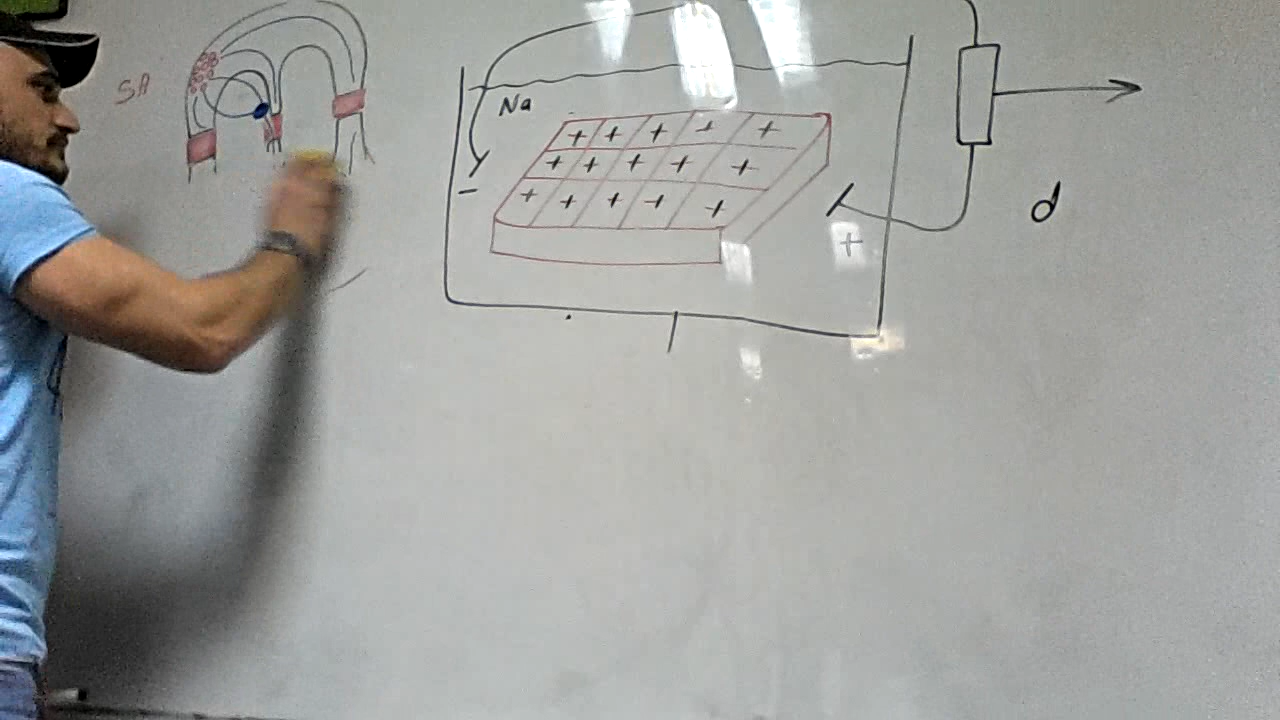 SA
Na
+ + + + +
+ + + + +
+ + + + +
-
+
d